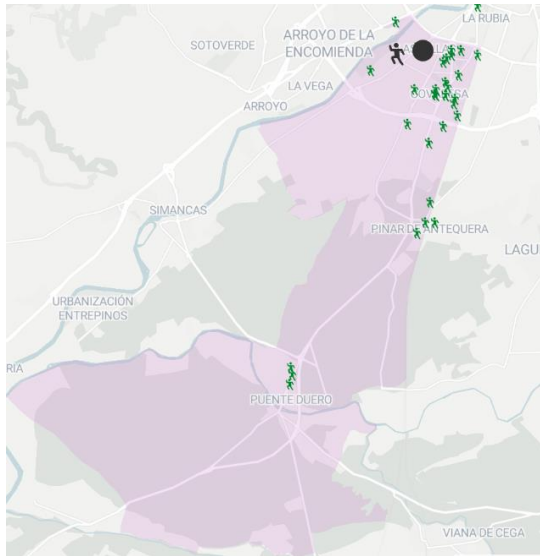 LA RUBIA
ARROYO DE LA
ENCOMIENDA
SOTOVERDE
LA VEGA
ARROYO
SIMANCAS
PINAR DE ANTEQUERA
LAGU
URBANIZACIÓN
ENTREPINOS
RIA
PUENTE DUERO
VIANA DE CEGA